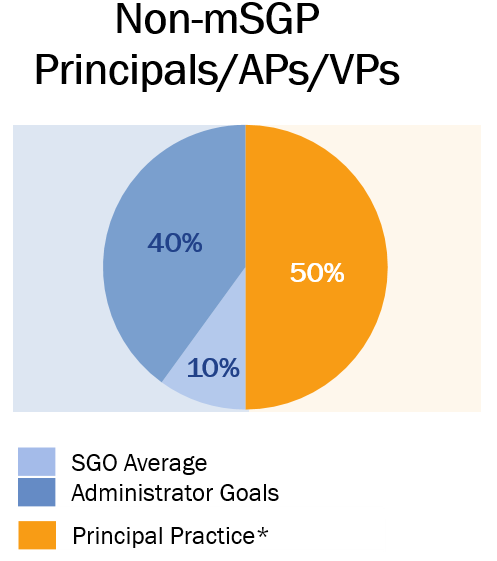 Non-mSGP
Principals/APs/VPs
40%
50%
10%
SGO Average
Administrator Goals
Principal Practice*